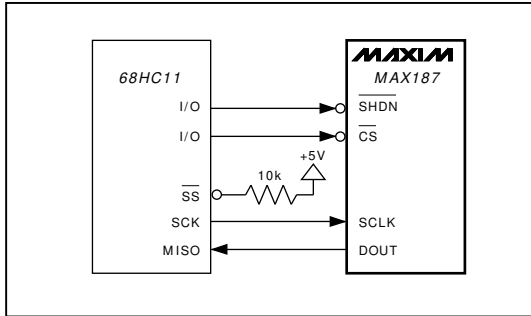 MAXIM
68HC11
MAX187
I/O
SHDN
I/O
CS
+5V
10k
SS
SCK
SCLK
MISO
DOUT